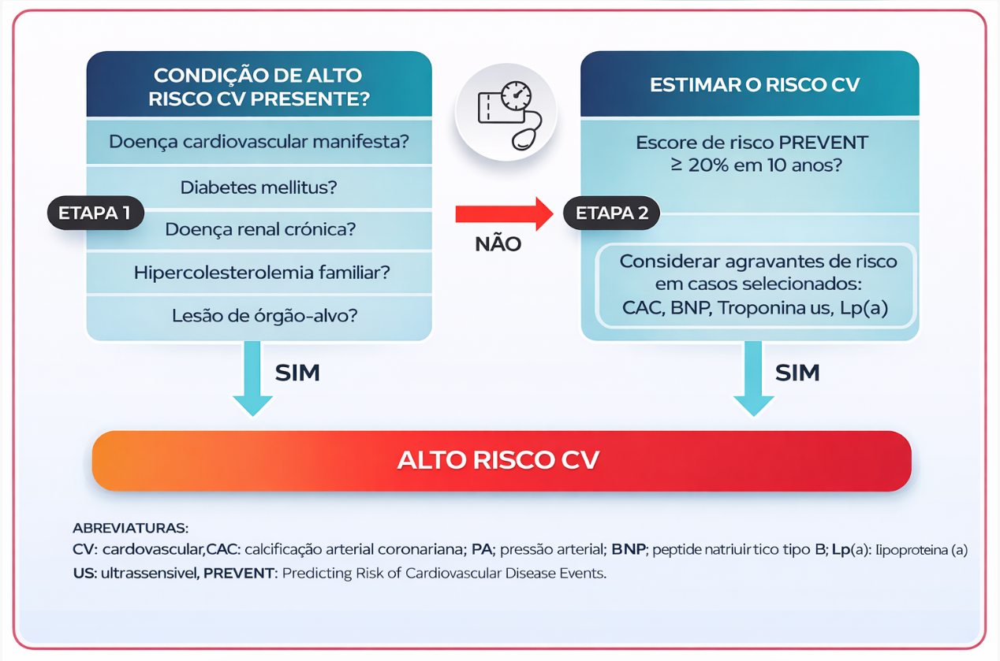 CONDIÇÃO DE ALTO
RISCO CV PRESENTE?
Doença cardiovascular manifesta?
Diabetes mellitus?
ETAPA 1
Doença renal crónica?
Hipercolesterolemia familiar?
Lesão de órgão-alvo?
SIM
NÃO
ESTIMAR O RISCO CV
Escore de risco PREVENT
≥ 20% em 10 anos?
ETAPA 2
Considerar agravantes de risco
em casos selecionados:
CAC, BNP, Troponina us, Lp(a)
SIM
ALTO RISCO CV
ABREVIATURAS:
CV: cardovascular,CAC: calcificação arterial coronariana; PA; pressão arterial; BNP; peptide natriuirtico tipo B; Lp(a): lipoproteina (a)
US: ultrassensivel, PREVENT: Predicting Risk of Cardiovascular Disease Events.